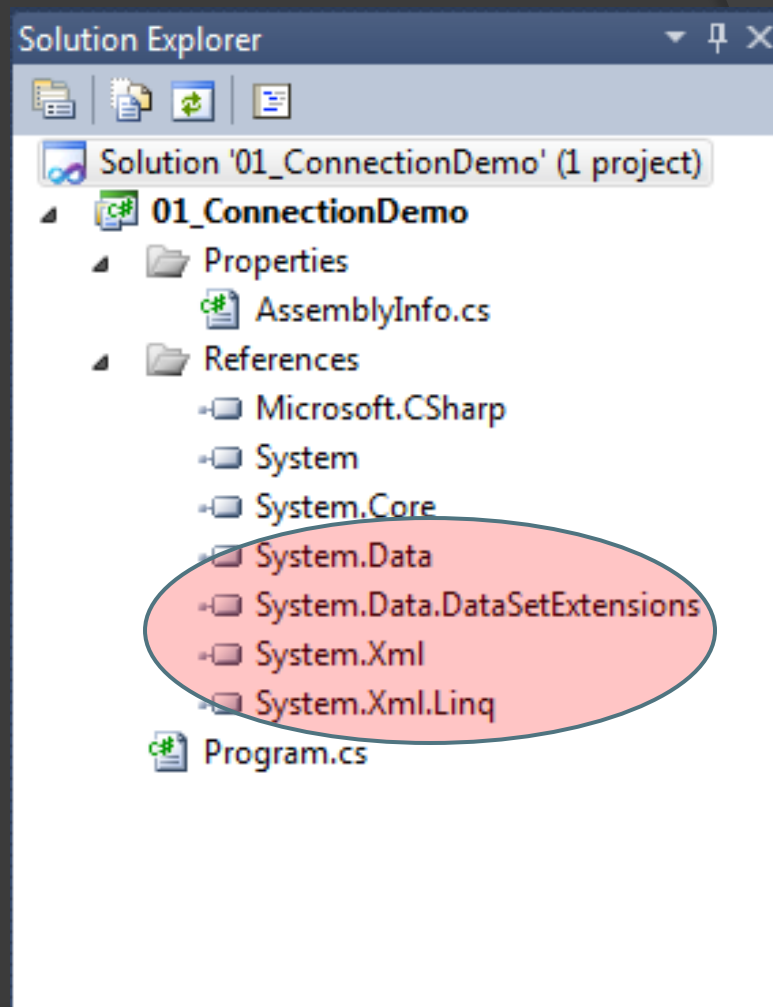 Solution Explorer
Solution '01_ConnectionDemo' (1 project)
01_ConnectionDemo
Properties
AssemblyInfo.cs
References
Microsoft.CSharp
System
System.Core
System.Data
System.Data.DataSetExtensions
System.Xml
System.Xml.Linq
Program.cs